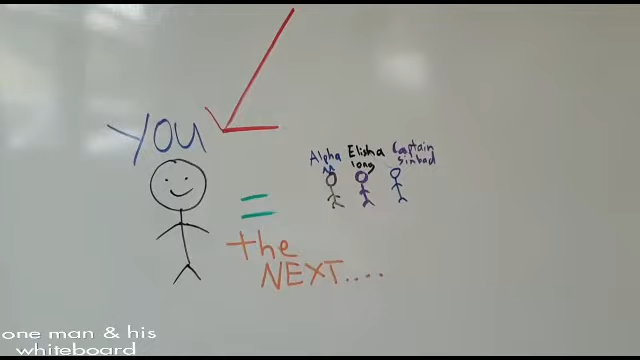 YOU
Alpha
M
Elisha
long
Captain
Sinbad
=
the
NEXT....
one man & his
whiteboard